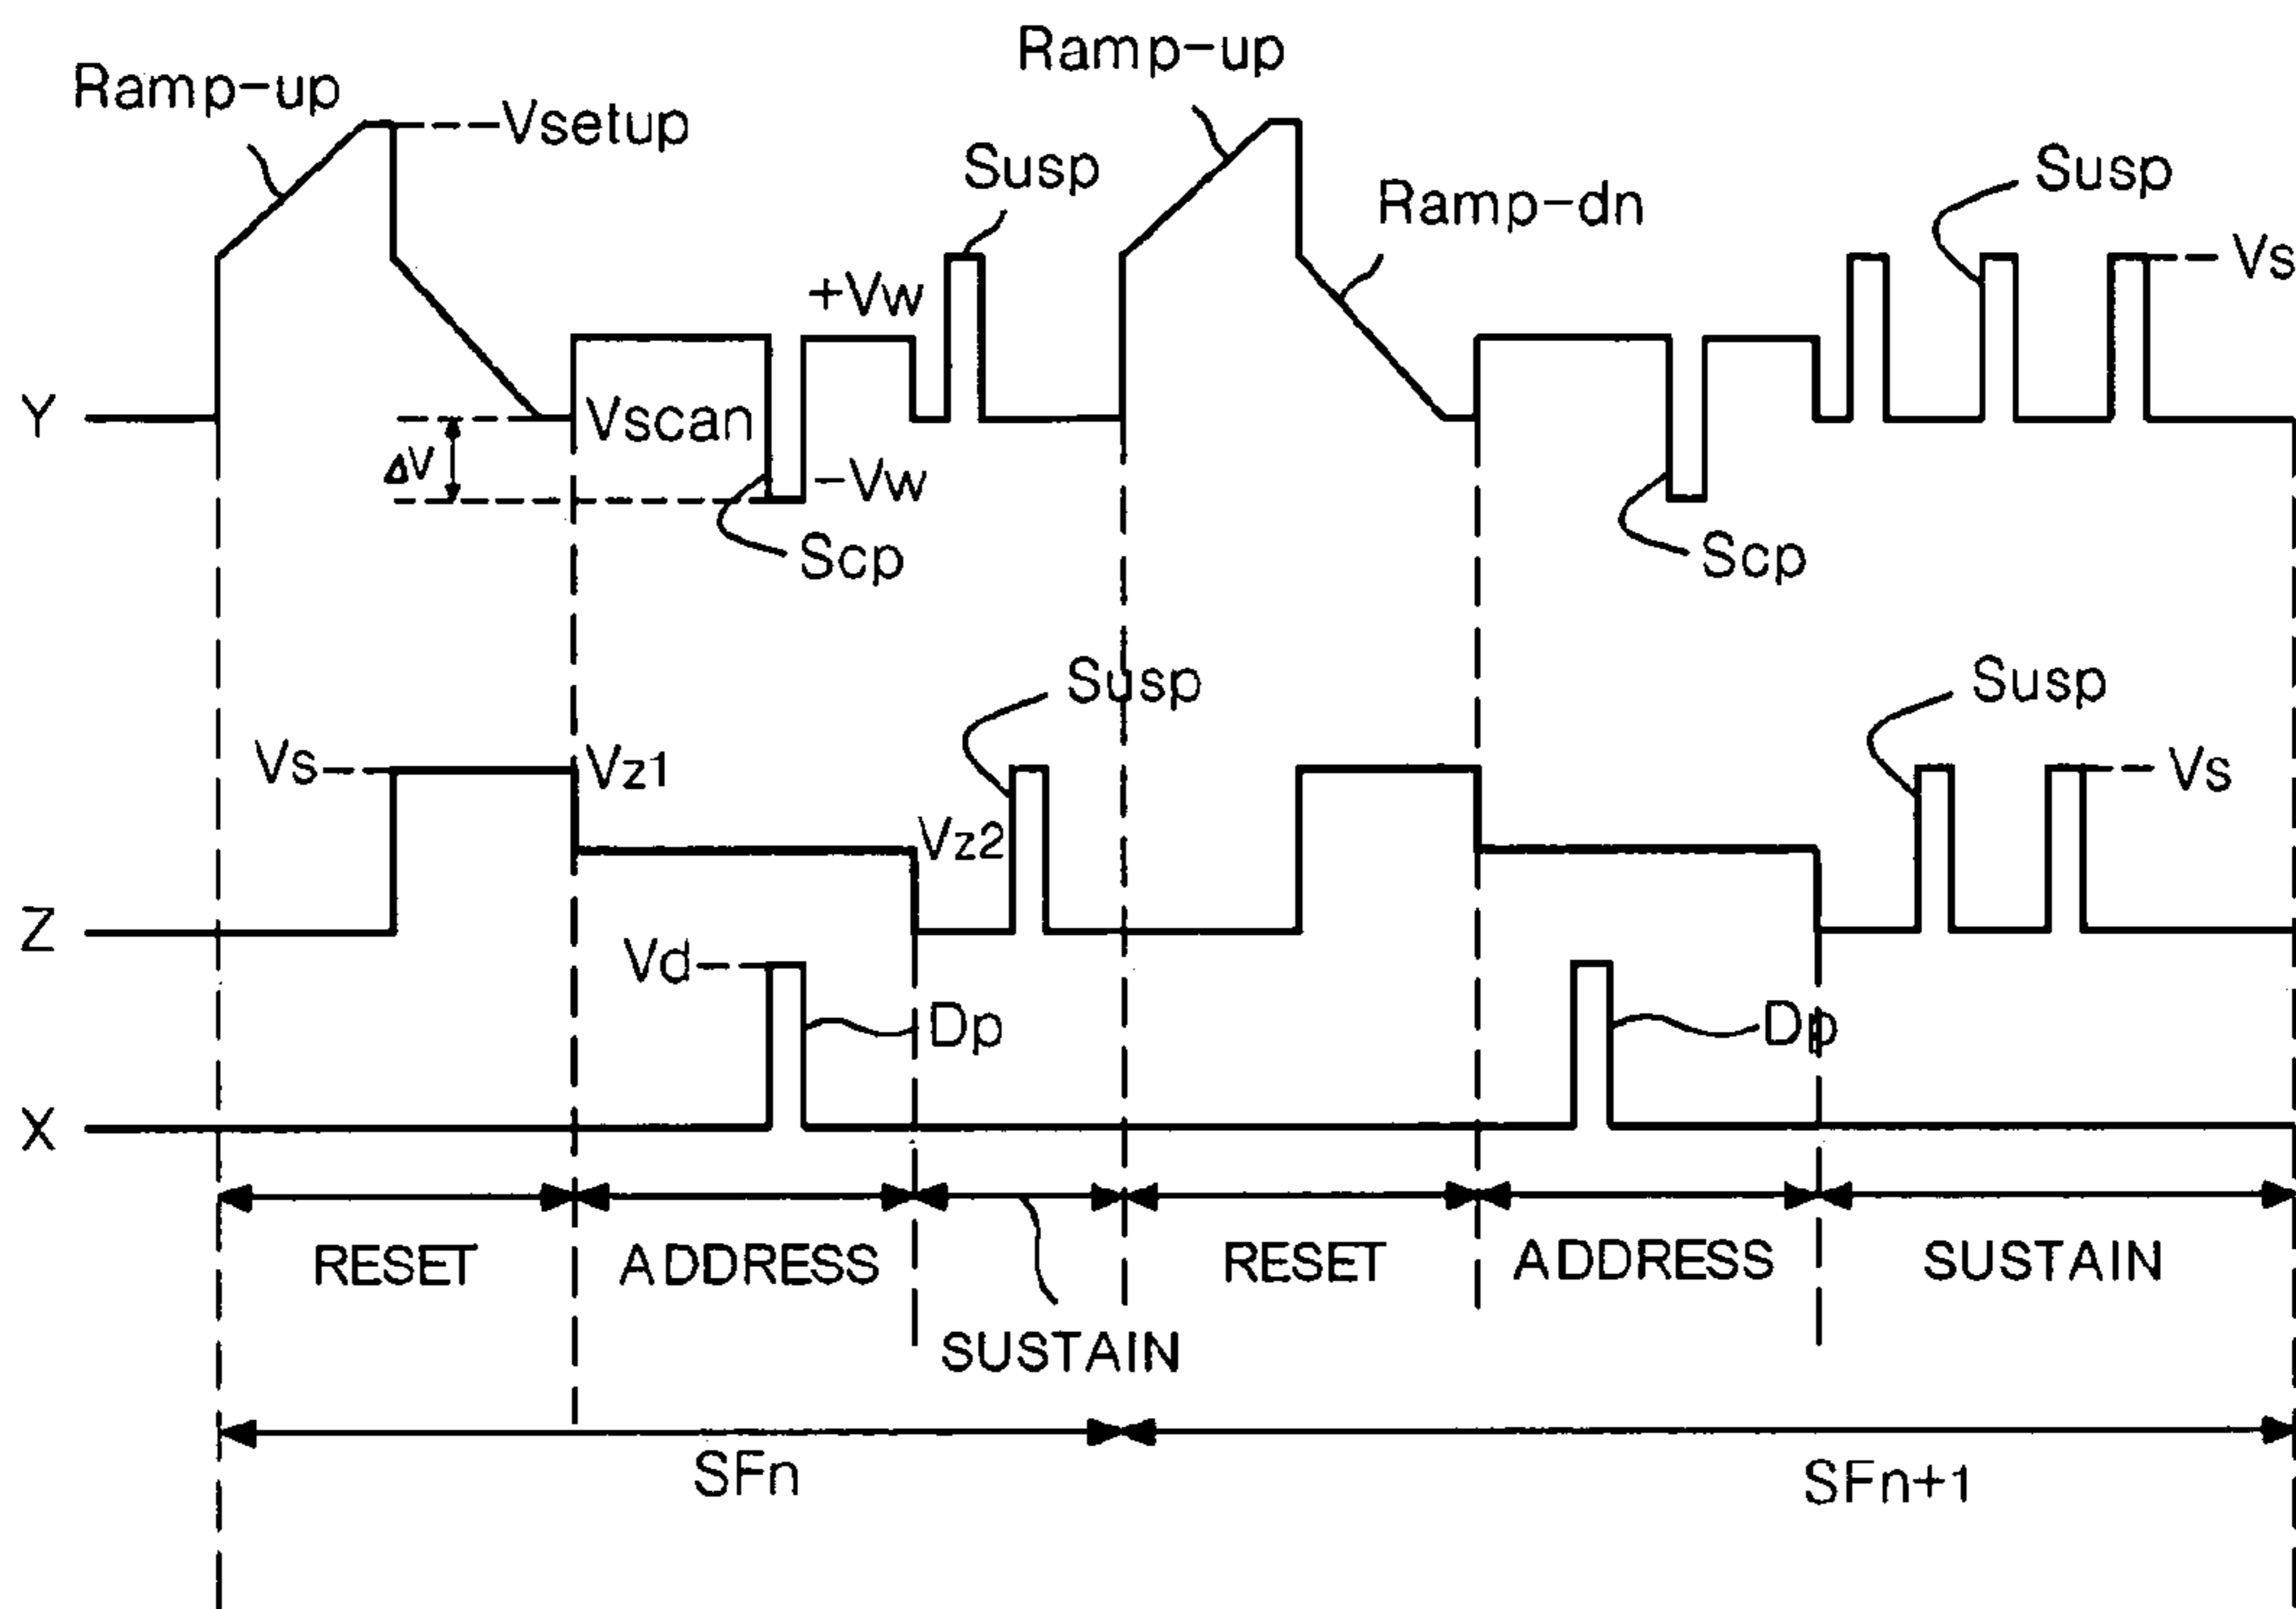 Ramp-up
Ramp-up
Vsetup
Susp
Susp
Ramp-dn
Vs
+Vw
Y
Vscan
ΔV
-Vw
Scp
Scp
Susp
Susp
Vs
Vz1
Vs
Vz2
Z
Vd
Dp
Dp
X
RESET
ADDRESS
RESET
ADDRESS
SUSTAIN
SUSTAIN
SFn
SFn+1